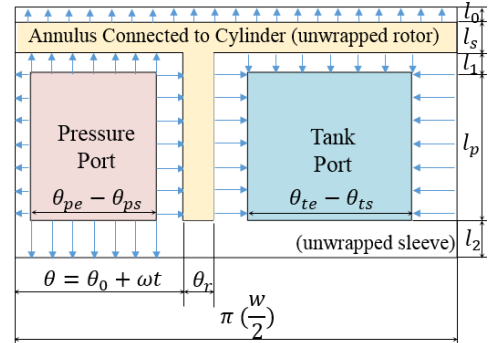 l₀
Annulus Connected to Cylinder (unwrapped rotor)
lₛ
l₁
Pressure
Port
Tank
Port
lₚ
θₚₑ − θₚₛ
θₜₑ − θₜₛ
l₂
(unwrapped sleeve)
θ = θ₀ + ωt
θᵣ
π (w/2)